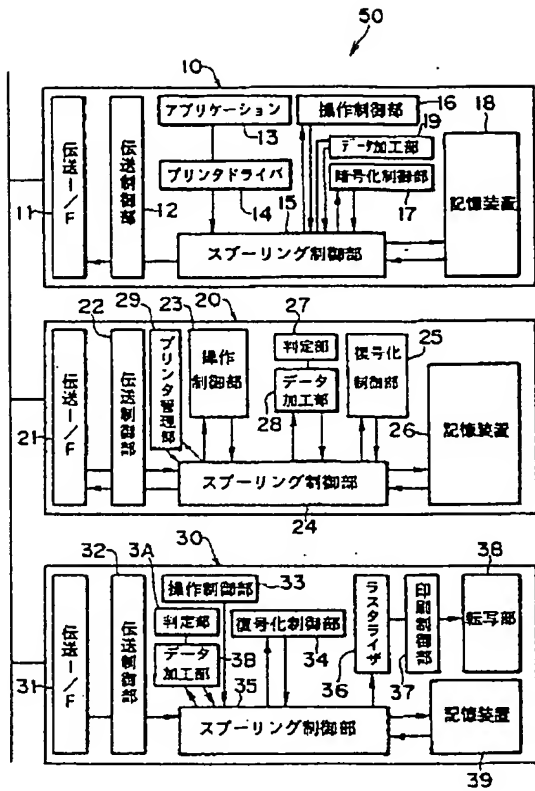 50
10
アプリケーション
13
操作制御部
16
19
18
データ加工部
プリンタドライバ
14
暗号化制御部
17
伝送I/F
11
伝送制御部
12
15
スプーリング制御部
記憶装置
29
23
20
27
22
プリンタ管理部
操作
制御部
判定部
データ
加工部
28
復号化
制御部
25
伝送I/F
21
伝送制御部
26
記憶装置
スプーリング制御部
24
32
30
3A
操作制御部
33
38
判定部
データ
加工部
3B
復号化制御部
34
ラスタライザ
36
印刷制御部
37
転写部
伝送I/F
31
伝送制御部
35
スプーリング制御部
記憶装置
39